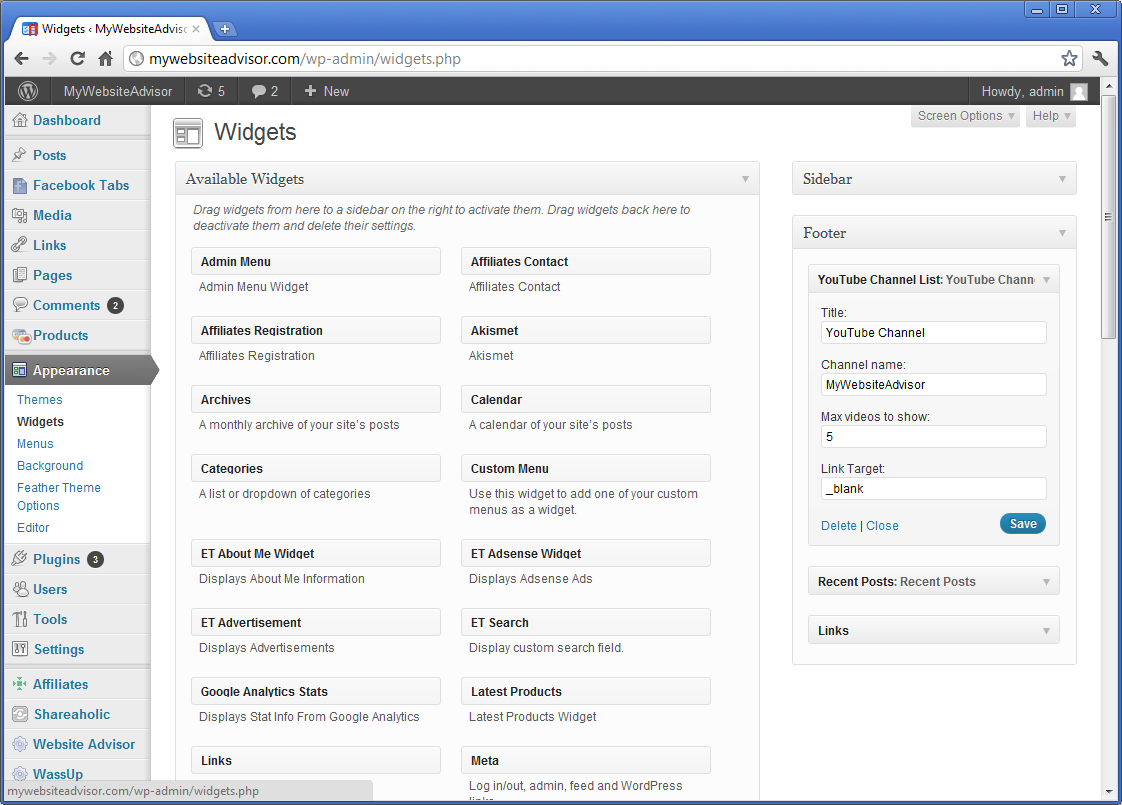 Widgets ‹ MyWebsiteAdvisc
mywebsiteadvisor.com/wp-admin/widgets.php
MyWebsiteAdvisor
5
2
New
Howdy, admin
Screen Options
Help
Dashboard
Posts
Facebook Tabs
Media
Links
Pages
Comments 2
Products
Appearance
Themes
Widgets
Menus
Background
Feather Theme
Options
Editor
Plugins 3
Users
Tools
Settings
Affiliates
Shareaholic
Website Advisor
WassUp
Widgets
Available Widgets
Drag widgets from here to a sidebar on the right to activate them. Drag widgets back here to
deactivate them and delete their settings.
Admin Menu
Admin Menu Widget
Affiliates Contact
Affiliates Contact
Affiliates Registration
Affiliates Registration
Akismet
Akismet
Archives
A monthly archive of your site's posts
Calendar
A calendar of your site's posts
Categories
A list or dropdown of categories
Custom Menu
Use this widget to add one of your custom
menus as a widget.
ET About Me Widget
Displays About Me Information
ET Adsense Widget
Displays Adsense Ads
ET Advertisement
Displays Advertisements
ET Search
Display custom search field.
Google Analytics Stats
Displays Stat Info From Google Analytics
Latest Products
Latest Products Widget
Links
Meta
Log in/out, admin, feed and WordPress
links
Sidebar
Footer
YouTube Channel List: YouTube Chann
Title:
YouTube Channel
Channel name:
MyWebsiteAdvisor
Max videos to show:
5
Link Target:
_blank
Delete | Close
Save
Recent Posts: Recent Posts
Links
mywebsiteadvisor.com/wp-admin/widgets.php